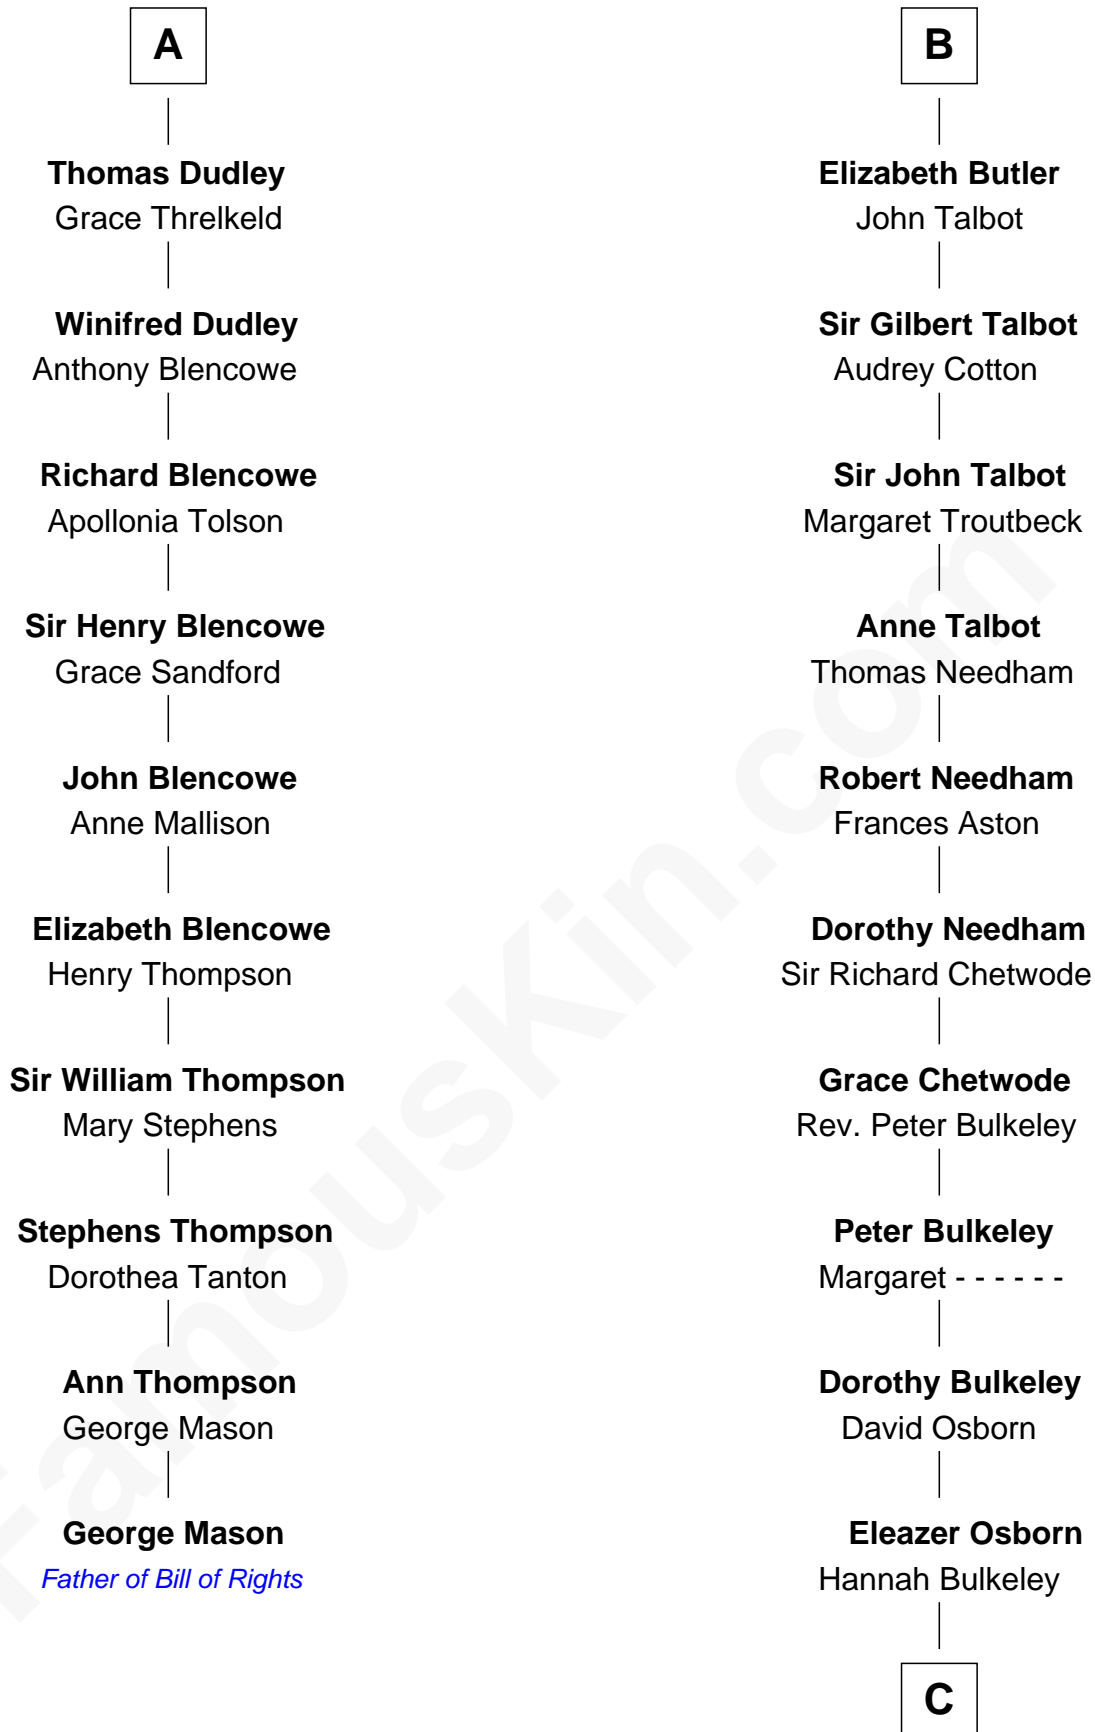 A
Thomas Dudley
Grace Threlkeld
Winifred Dudley
Anthony Blencowe
Richard Blencowe
Apollonia Tolson
Sir Henry Blencowe
Grace Sandford
John Blencowe
Anne Mallison
Elizabeth Blencowe
Henry Thompson
Sir William Thompson
Mary Stephens
Stephens Thompson
Dorothea Tanton
Ann Thompson
George Mason
George Mason
Father of Bill of Rights
B
Elizabeth Butler
John Talbot
Sir Gilbert Talbot
Audrey Cotton
Sir John Talbot
Margaret Troutbeck
Anne Talbot
Thomas Needham
Robert Needham
Frances Aston
Dorothy Needham
Sir Richard Chetwode
Grace Chetwode
Rev. Peter Bulkeley
Peter Bulkeley
Margaret - - - - - -
Dorothy Bulkeley
David Osborn
Eleazer Osborn
Hannah Bulkeley
C
FamousKin.com